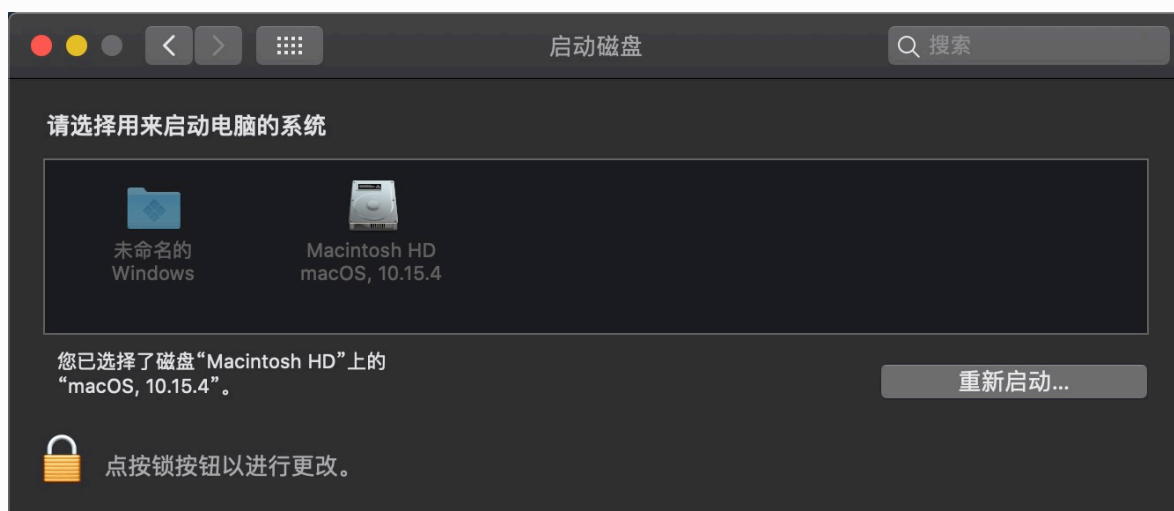 启动磁盘
搜索
请选择用来启动电脑的系统
未命名的
Windows
Macintosh HD
macOS, 10.15.4
您已选择了磁盘“Macintosh HD”上的
“macOS, 10.15.4”。
重新启动...
点按锁按钮以进行更改。